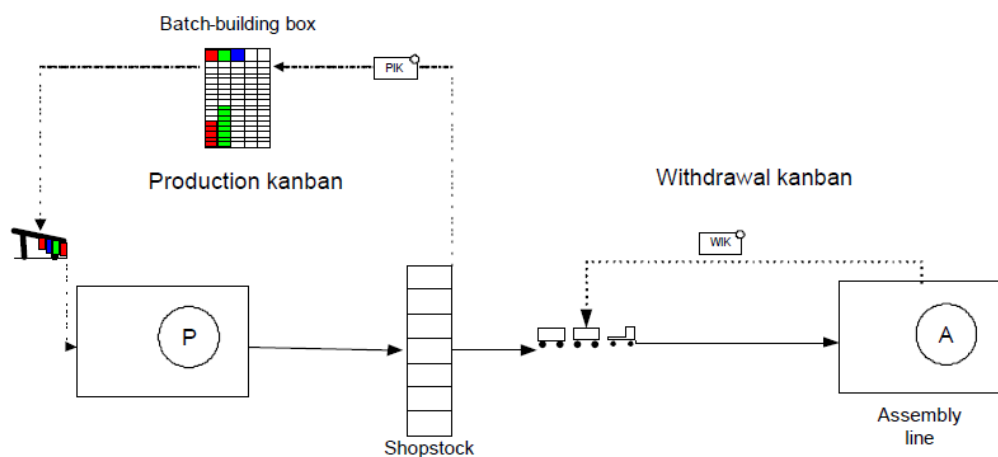 Batch-building box
PIK
Production kanban
Withdrawal kanban
WIK
P
A
Shopstock
Assembly
line